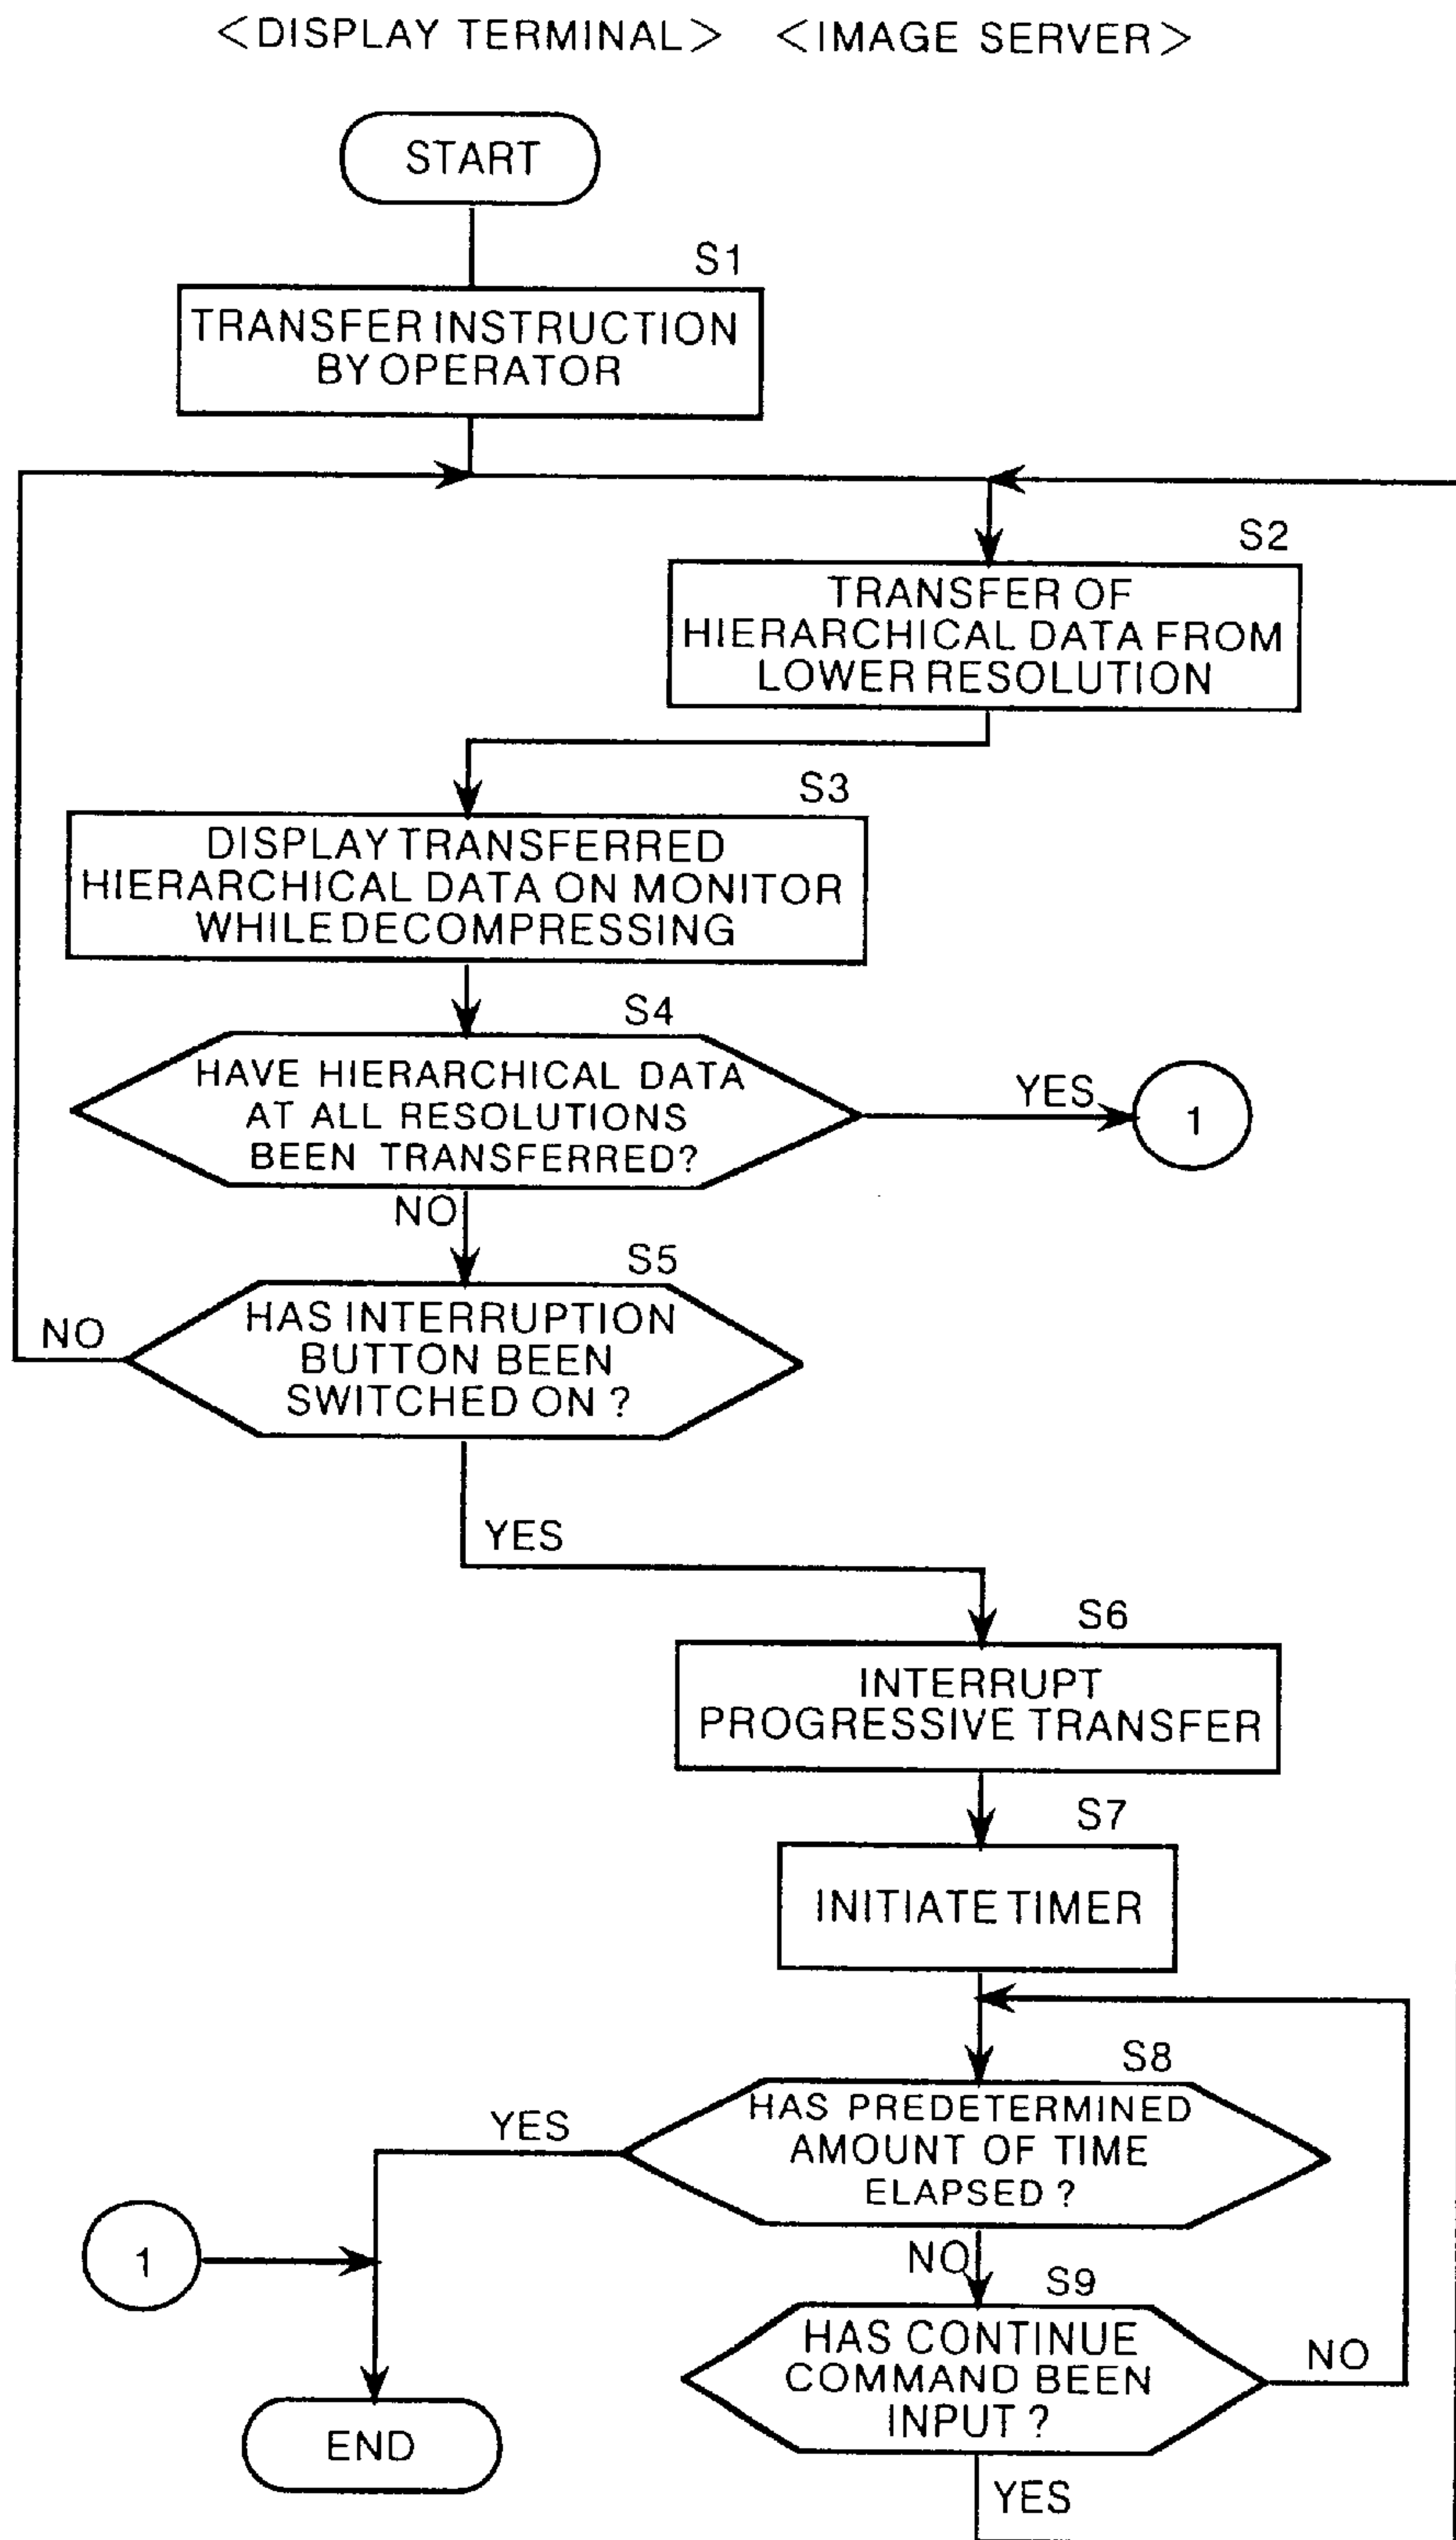 <DISPLAY TERMINAL> <IMAGE SERVER>
START
S1
TRANSFER INSTRUCTION
BY OPERATOR
S2
TRANSFER OF
HIERARCHICAL DATA FROM
LOWER RESOLUTION
S3
DISPLAY TRANSFERRED
HIERARCHICAL DATA ON MONITOR
WHILE DECOMPRESSING
S4
HAVE HIERARCHICAL DATA
AT ALL RESOLUTIONS
BEEN TRANSFERRED?
YES
1
NO
S5
HAS INTERRUPTION
BUTTON BEEN
SWITCHED ON ?
NO
YES
S6
INTERRUPT
PROGRESSIVE TRANSFER
S7
INITIATE TIMER
S8
HAS PREDETERMINED
AMOUNT OF TIME
ELAPSED ?
YES
1
NO
S9
HAS CONTINUE
COMMAND BEEN
INPUT ?
NO
END
YES